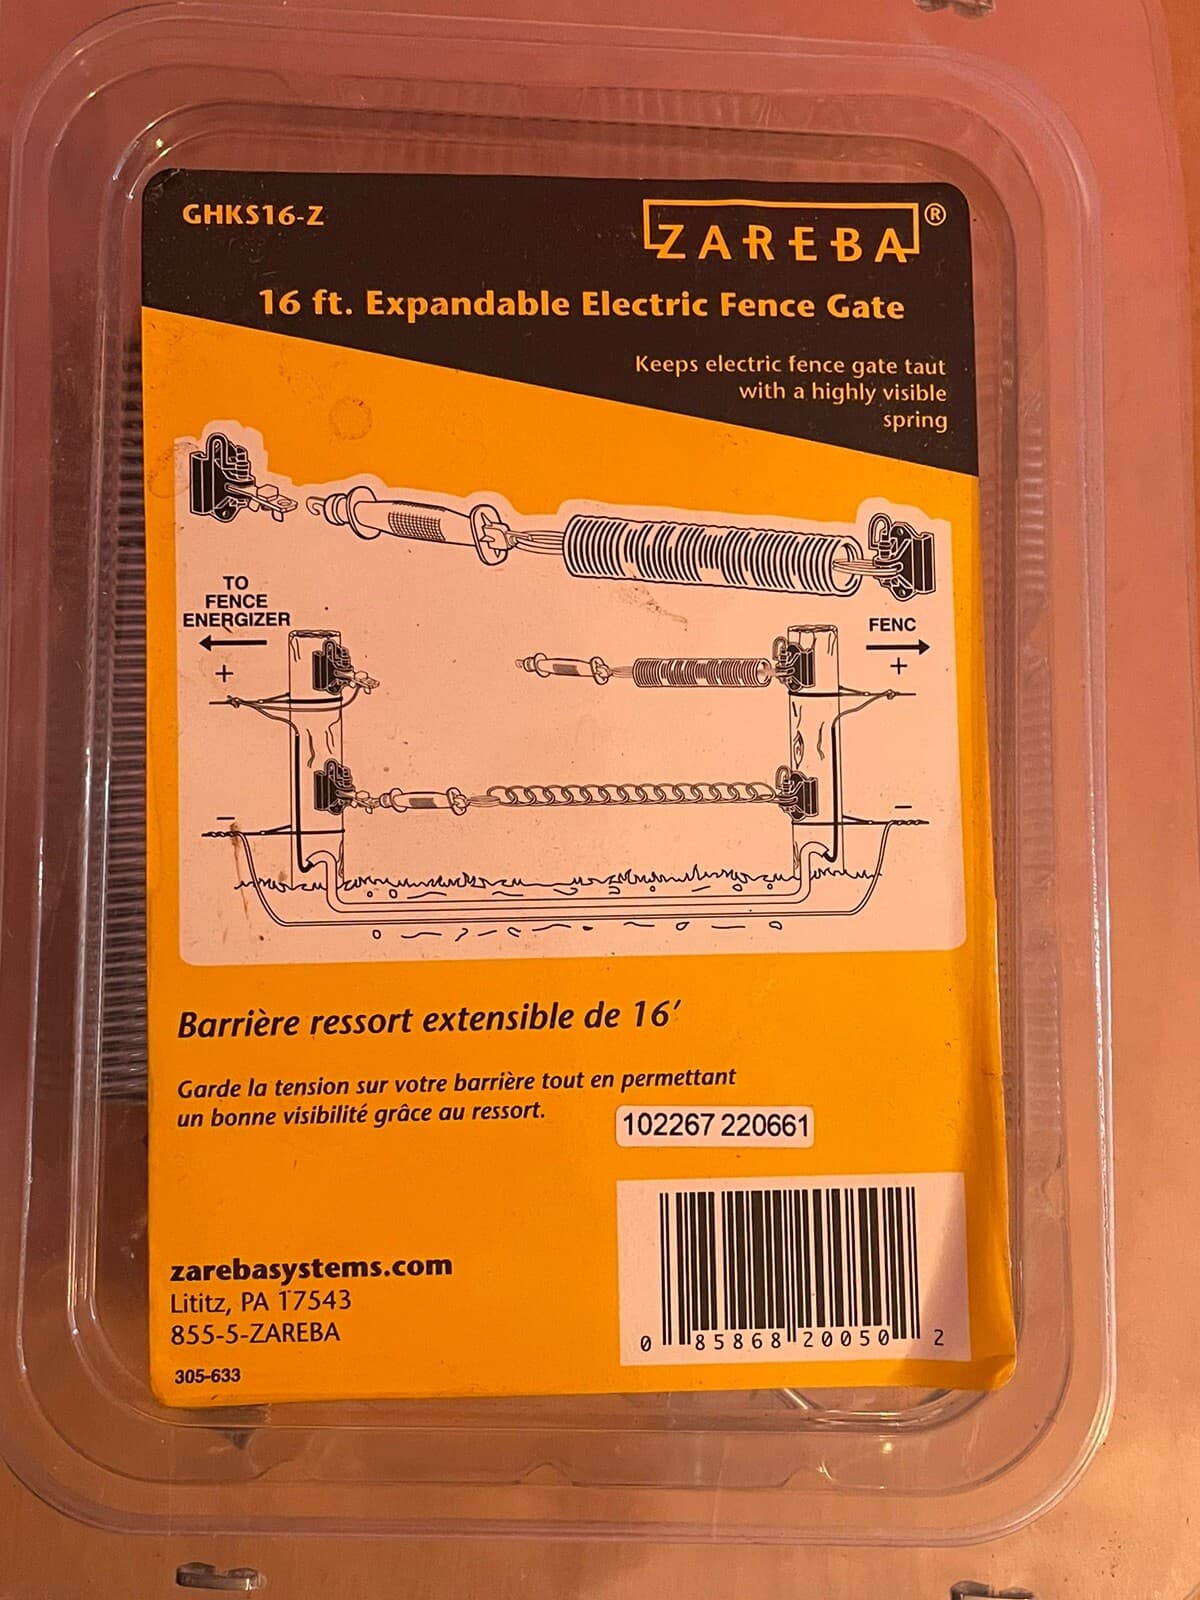 GHKS16-Z
ZAREBA®
16 ft. Expandable Electric Fence Gate
Keeps electric fence gate taut
with a highly visible
spring
TO
FENCE
ENERGIZER
+
FENC
+
−
−
Barrière ressort extensible de 16′
Garde la tension sur votre barrière tout en permettant
un bonne visibilité grâce au ressort.
102267 220661
zarebasystems.com
Lititz, PA 17543
855-5-ZAREBA
305-633
0 85868 20050 2